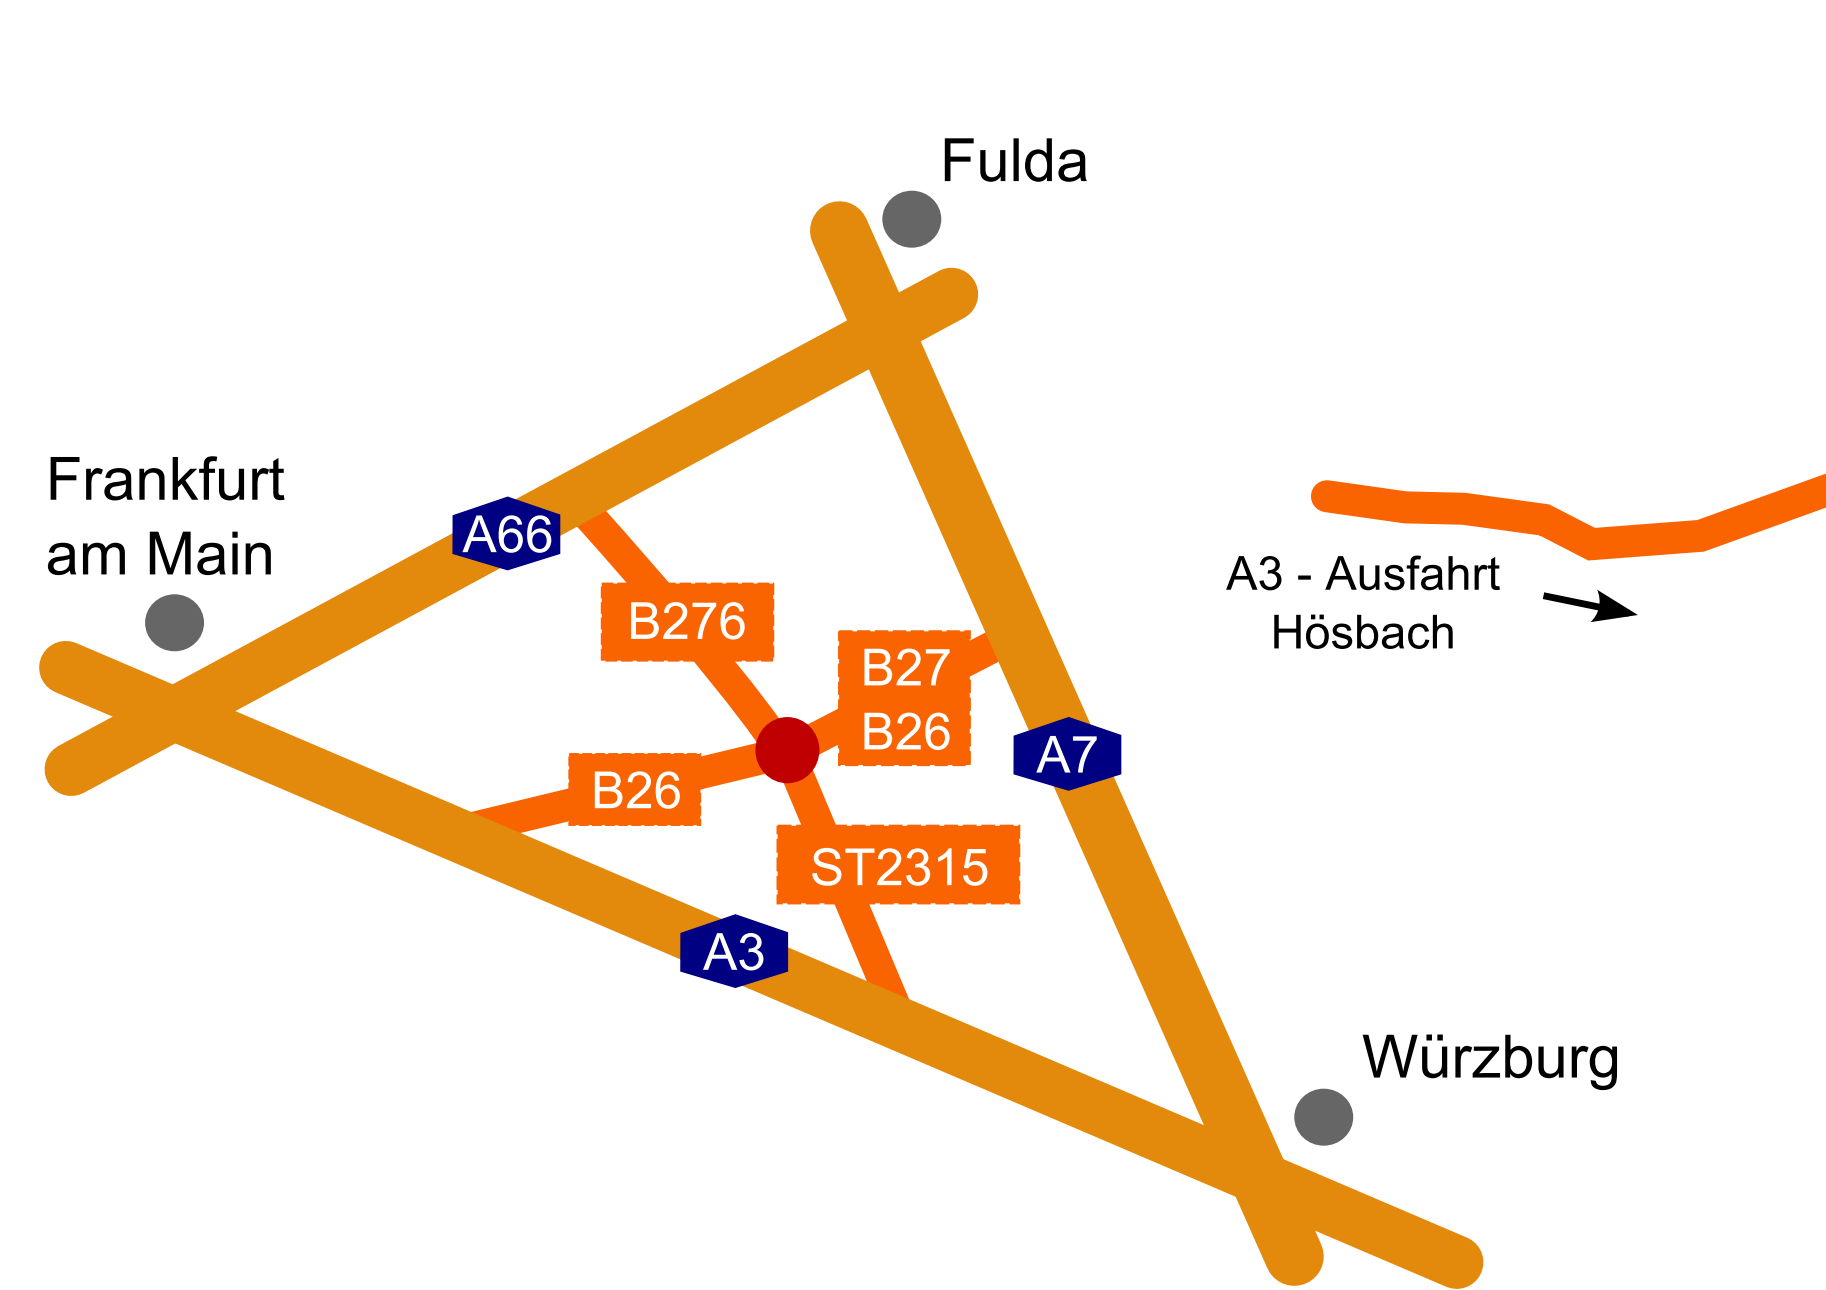 Fulda
Frankfurt
am Main
A66
A3 - Ausfahrt
Hösbach
B276
B27
B26
A7
B26
ST2315
A3
Würzburg